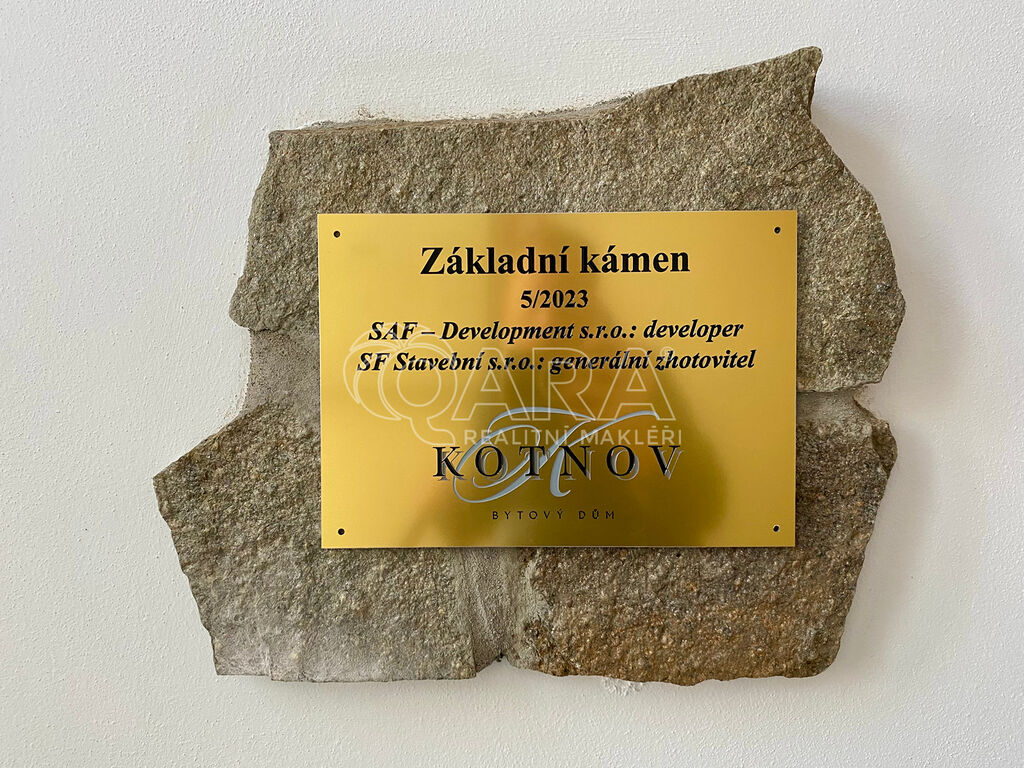 Základní kámen
5/2023
SAF – Development s.r.o.: developer
SF Stavební s.r.o.: generální zhotovitel
QARA
REALITNÍ MAKLÉŘI
K
KOTNOV
BYTOVÝ DŮM